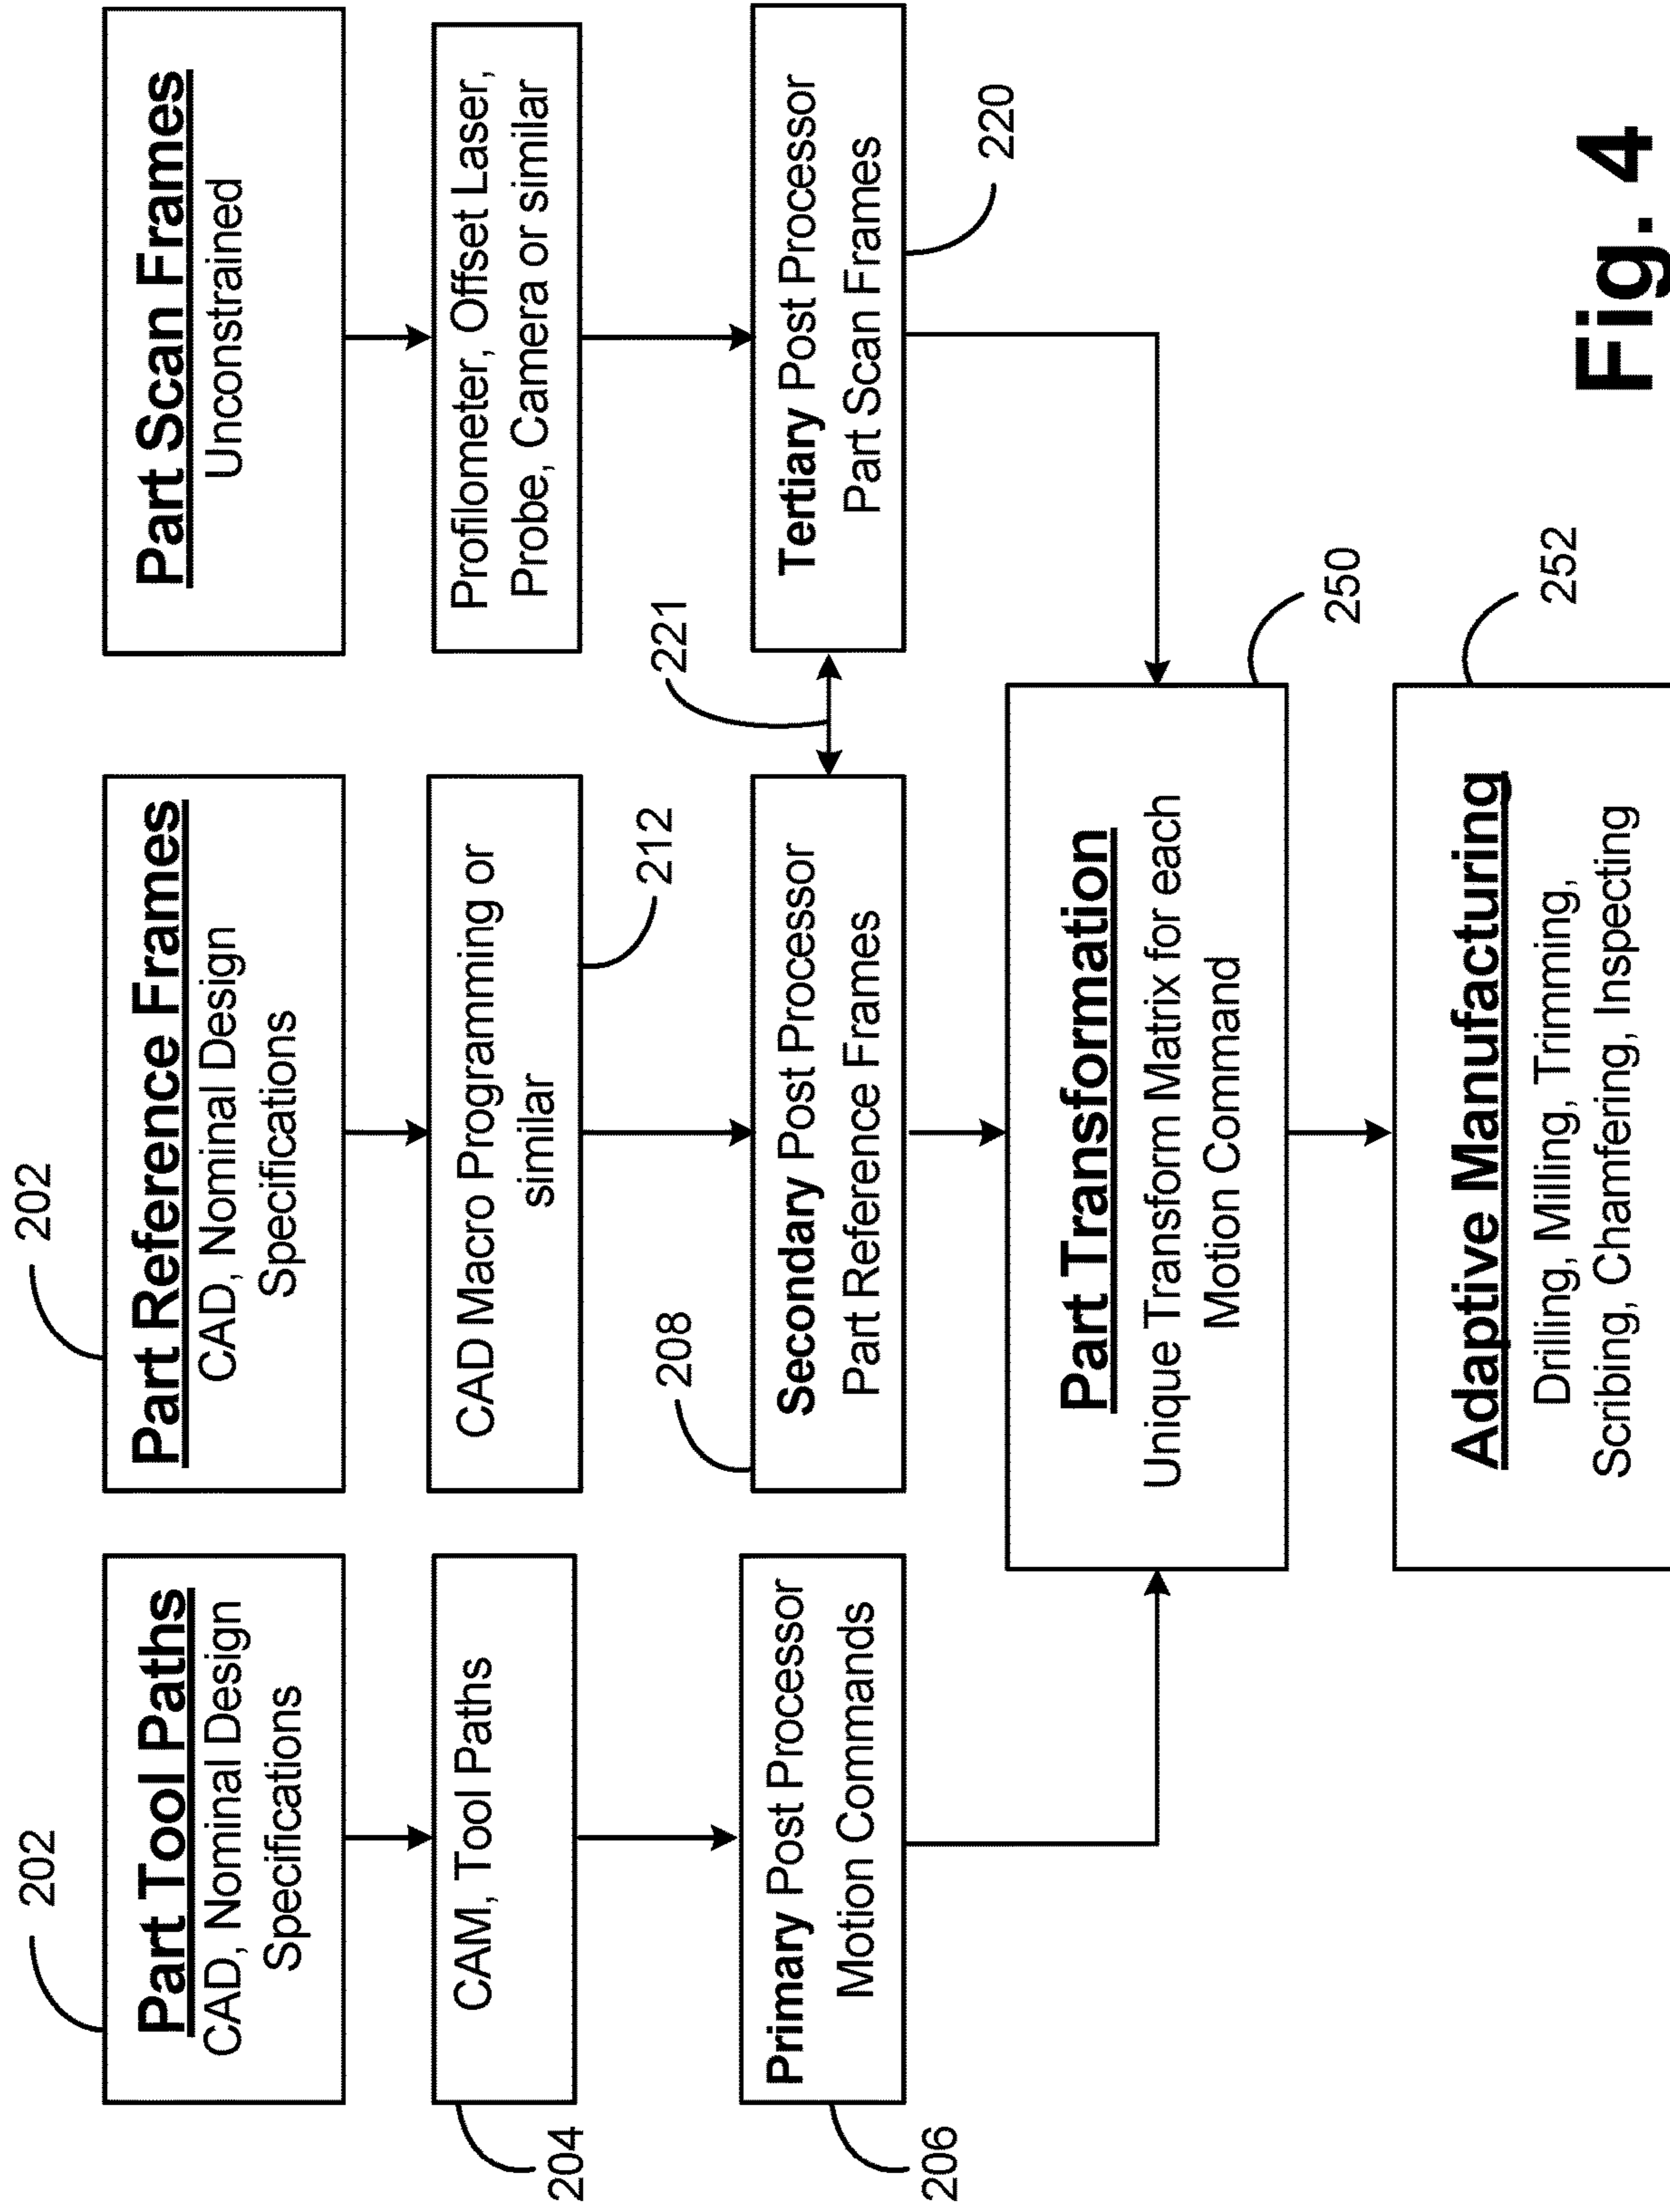 202
Part Tool Paths
CAD, Nominal Design
Specifications
204
CAM, Tool Paths
206
Primary Post Processor
Motion Commands
202
Part Reference Frames
CAD, Nominal Design
Specifications
CAD Macro Programming or
similar
212
208
Secondary Post Processor
Part Reference Frames
221
Part Scan Frames
Unconstrained
Profilometer, Offset Laser,
Probe, Camera or similar
Tertiary Post Processor
Part Scan Frames
220
Part Transformation
Unique Transform Matrix for each
Motion Command
250
Adaptive Manufacturing
Drilling, Milling, Trimming,
Scribing, Chamfering, Inspecting
252
Fig. 4